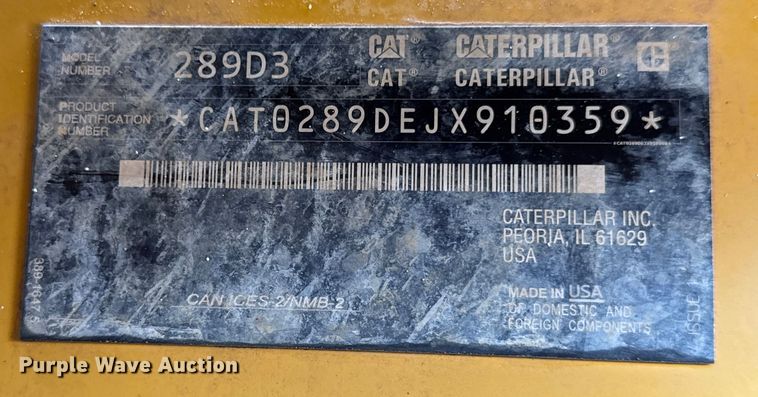 MODEL NUMBER 289D3
CAT® CATERPILLAR®
CAT® CATERPILLAR®
PRODUCT IDENTIFICATION NUMBER *CAT0289DEJX910359*
CATERPILLAR INC.
PEORIA, IL 61629
USA
CAN ICES-2/NMB-2
MADE IN USA
OF DOMESTIC AND
FOREIGN COMPONENTS
ISSUE
Purple Wave Auction